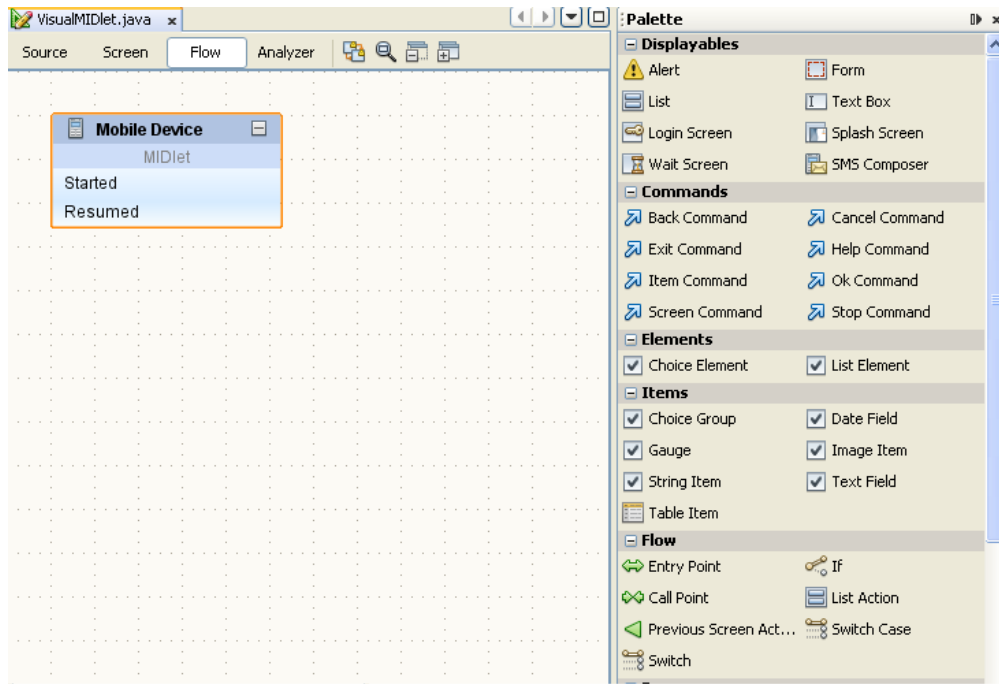 VisualMIDlet.java x
Source Screen Flow Analyzer
Mobile Device
MIDlet
Started
Resumed
Palette
Displayables
Alert Form
List Text Box
Login Screen Splash Screen
Wait Screen SMS Composer
Commands
Back Command Cancel Command
Exit Command Help Command
Item Command Ok Command
Screen Command Stop Command
Elements
Choice Element List Element
Items
Choice Group Date Field
Gauge Image Item
String Item Text Field
Table Item
Flow
Entry Point If
Call Point List Action
Previous Screen Act... Switch Case
Switch